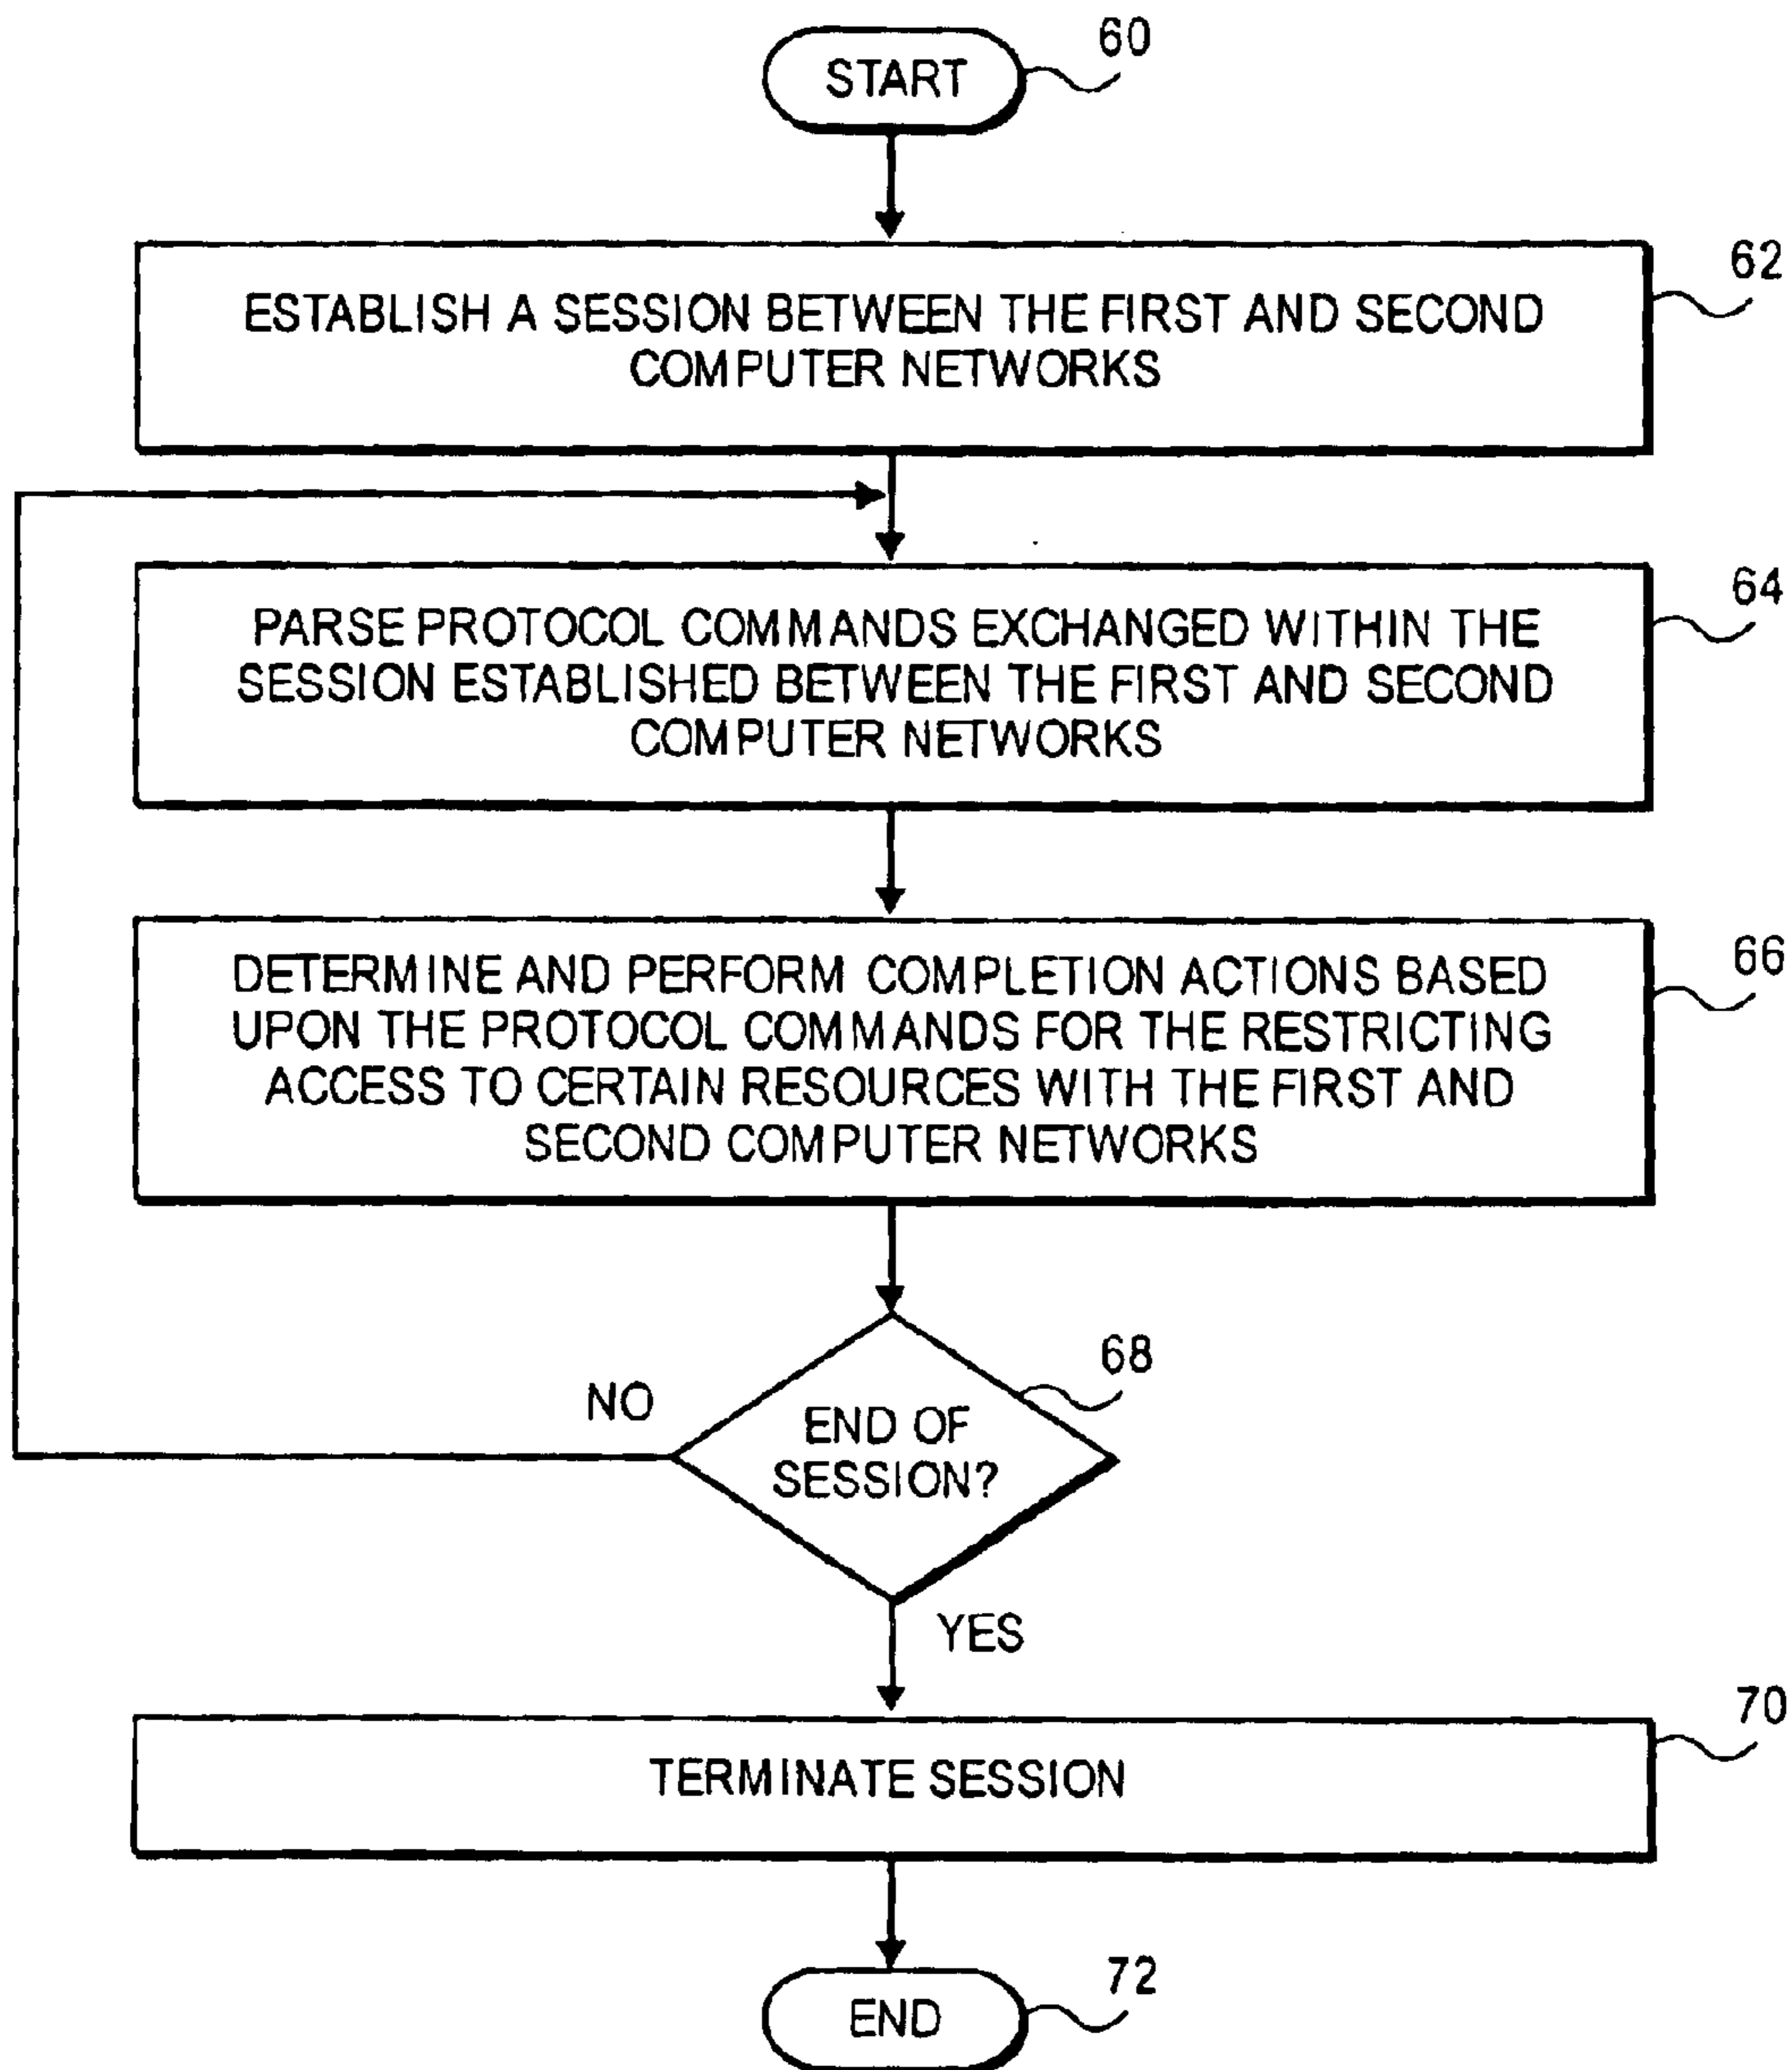 START
60
ESTABLISH A SESSION BETWEEN THE FIRST AND SECOND
COMPUTER NETWORKS
62
PARSE PROTOCOL COMMANDS EXCHANGED WITHIN THE
SESSION ESTABLISHED BETWEEN THE FIRST AND SECOND
COMPUTER NETWORKS
64
DETERMINE AND PERFORM COMPLETION ACTIONS BASED
UPON THE PROTOCOL COMMANDS FOR THE RESTRICTING
ACCESS TO CERTAIN RESOURCES WITH THE FIRST AND
SECOND COMPUTER NETWORKS
66
NO
END OF
SESSION?
68
YES
TERMINATE SESSION
70
END
72